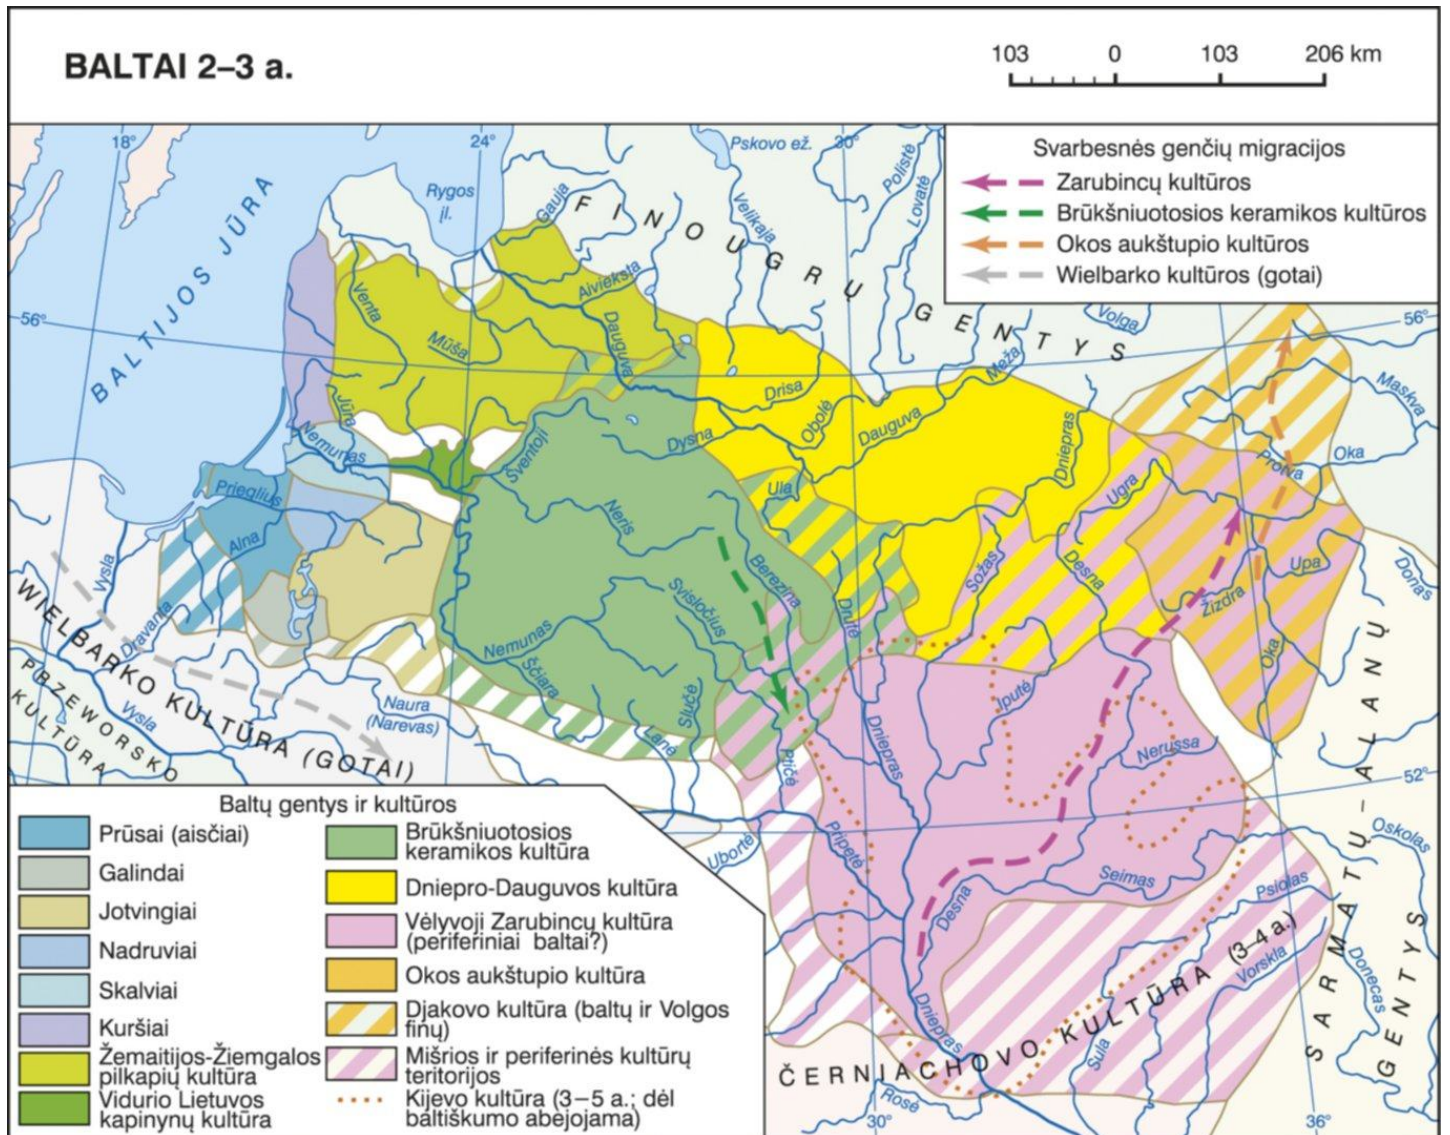 BALTAI 2–3 a.
103 0 103 206 km
Svarbesnės genčių migracijos
Zarubincų kultūros
Brūkšniuotosios keramikos kultūros
Okos aukštupio kultūros
Wielbarko kultūros (gotai)
18°
24°
30°
Pskovo ež.
Rygos
įl.
Gauja
FINOUGRŲ GENTYS
Velikaja
Polistė
Lovatė
Volga
56°
56°
BALTIJOS JŪRA
Venta
Mūša
Alviekstą
Dauguva
Drisa
Obolė
Dauguva
Meža
Maskva
Oka
Protva
Jūra
Nemunas
Šventoji
Dysna
Ula
Dniepras
Ugra
Prieglius
Alna
Neris
Berezina
Drutė
Sožas
Desna
Žizdra
Upa
Oka
Donas
Vysla
Dravanta
Svisločius
Nemunas
Ščiara
Slučė
Lanė
Naura
(Narevas)
WIELBARKO KULTŪRA (GOTAI)
PRZEWORSKO
KULTŪRA
Vysla
Ptičė
Dniepras
Iputė
Nerussa
52°
Ubortė
Pripetė
Desna
Seimas
Psiolas
Vorskla
Oskolas
Donecas
SARMATŲ–ALANŲ
GENTYS
Dniepras
Sula
Rosė
ČERNIACHOVO KULTŪRA (3–4 a.)
30°
36°
Baltų gentys ir kultūros
Prūsai (aisčiai)
Galindai
Jotvingiai
Nadruviai
Skalviai
Kuršiai
Žemaitijos-Žiemgalos
pilkapių kultūra
Vidurio Lietuvos
kapinynų kultūra
Brūkšniuotosios
keramikos kultūra
Dniepro-Dauguvos kultūra
Vėlyvoji Zarubincų kultūra
(periferiniai baltai?)
Okos aukštupio kultūra
Djakovo kultūra (baltų ir Volgos
finų)
Mišrios ir periferinės kultūrų
teritorijos
Kijevo kultūra (3–5 a.; dėl
baltiškumo abejojama)